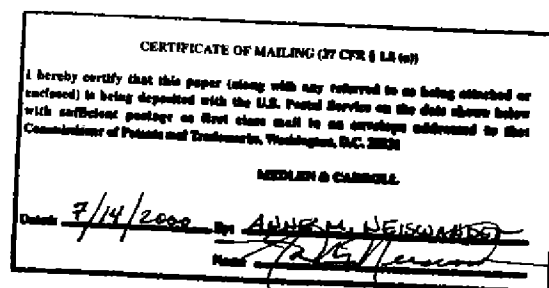 CERTIFICATE OF MAILING (37 CFR § 1.8 (a))
I hereby certify that this paper (along with any referred to as being attached or
enclosed) is being deposited with the U.S. Postal Service on the date shown below
with sufficient postage as first class mail in an envelope addressed to the:
Commissioner of Patents and Trademarks, Washington, D.C. 20231
MEDLEN & CARROLL
Dated: 7/14/2000 By:
Name: